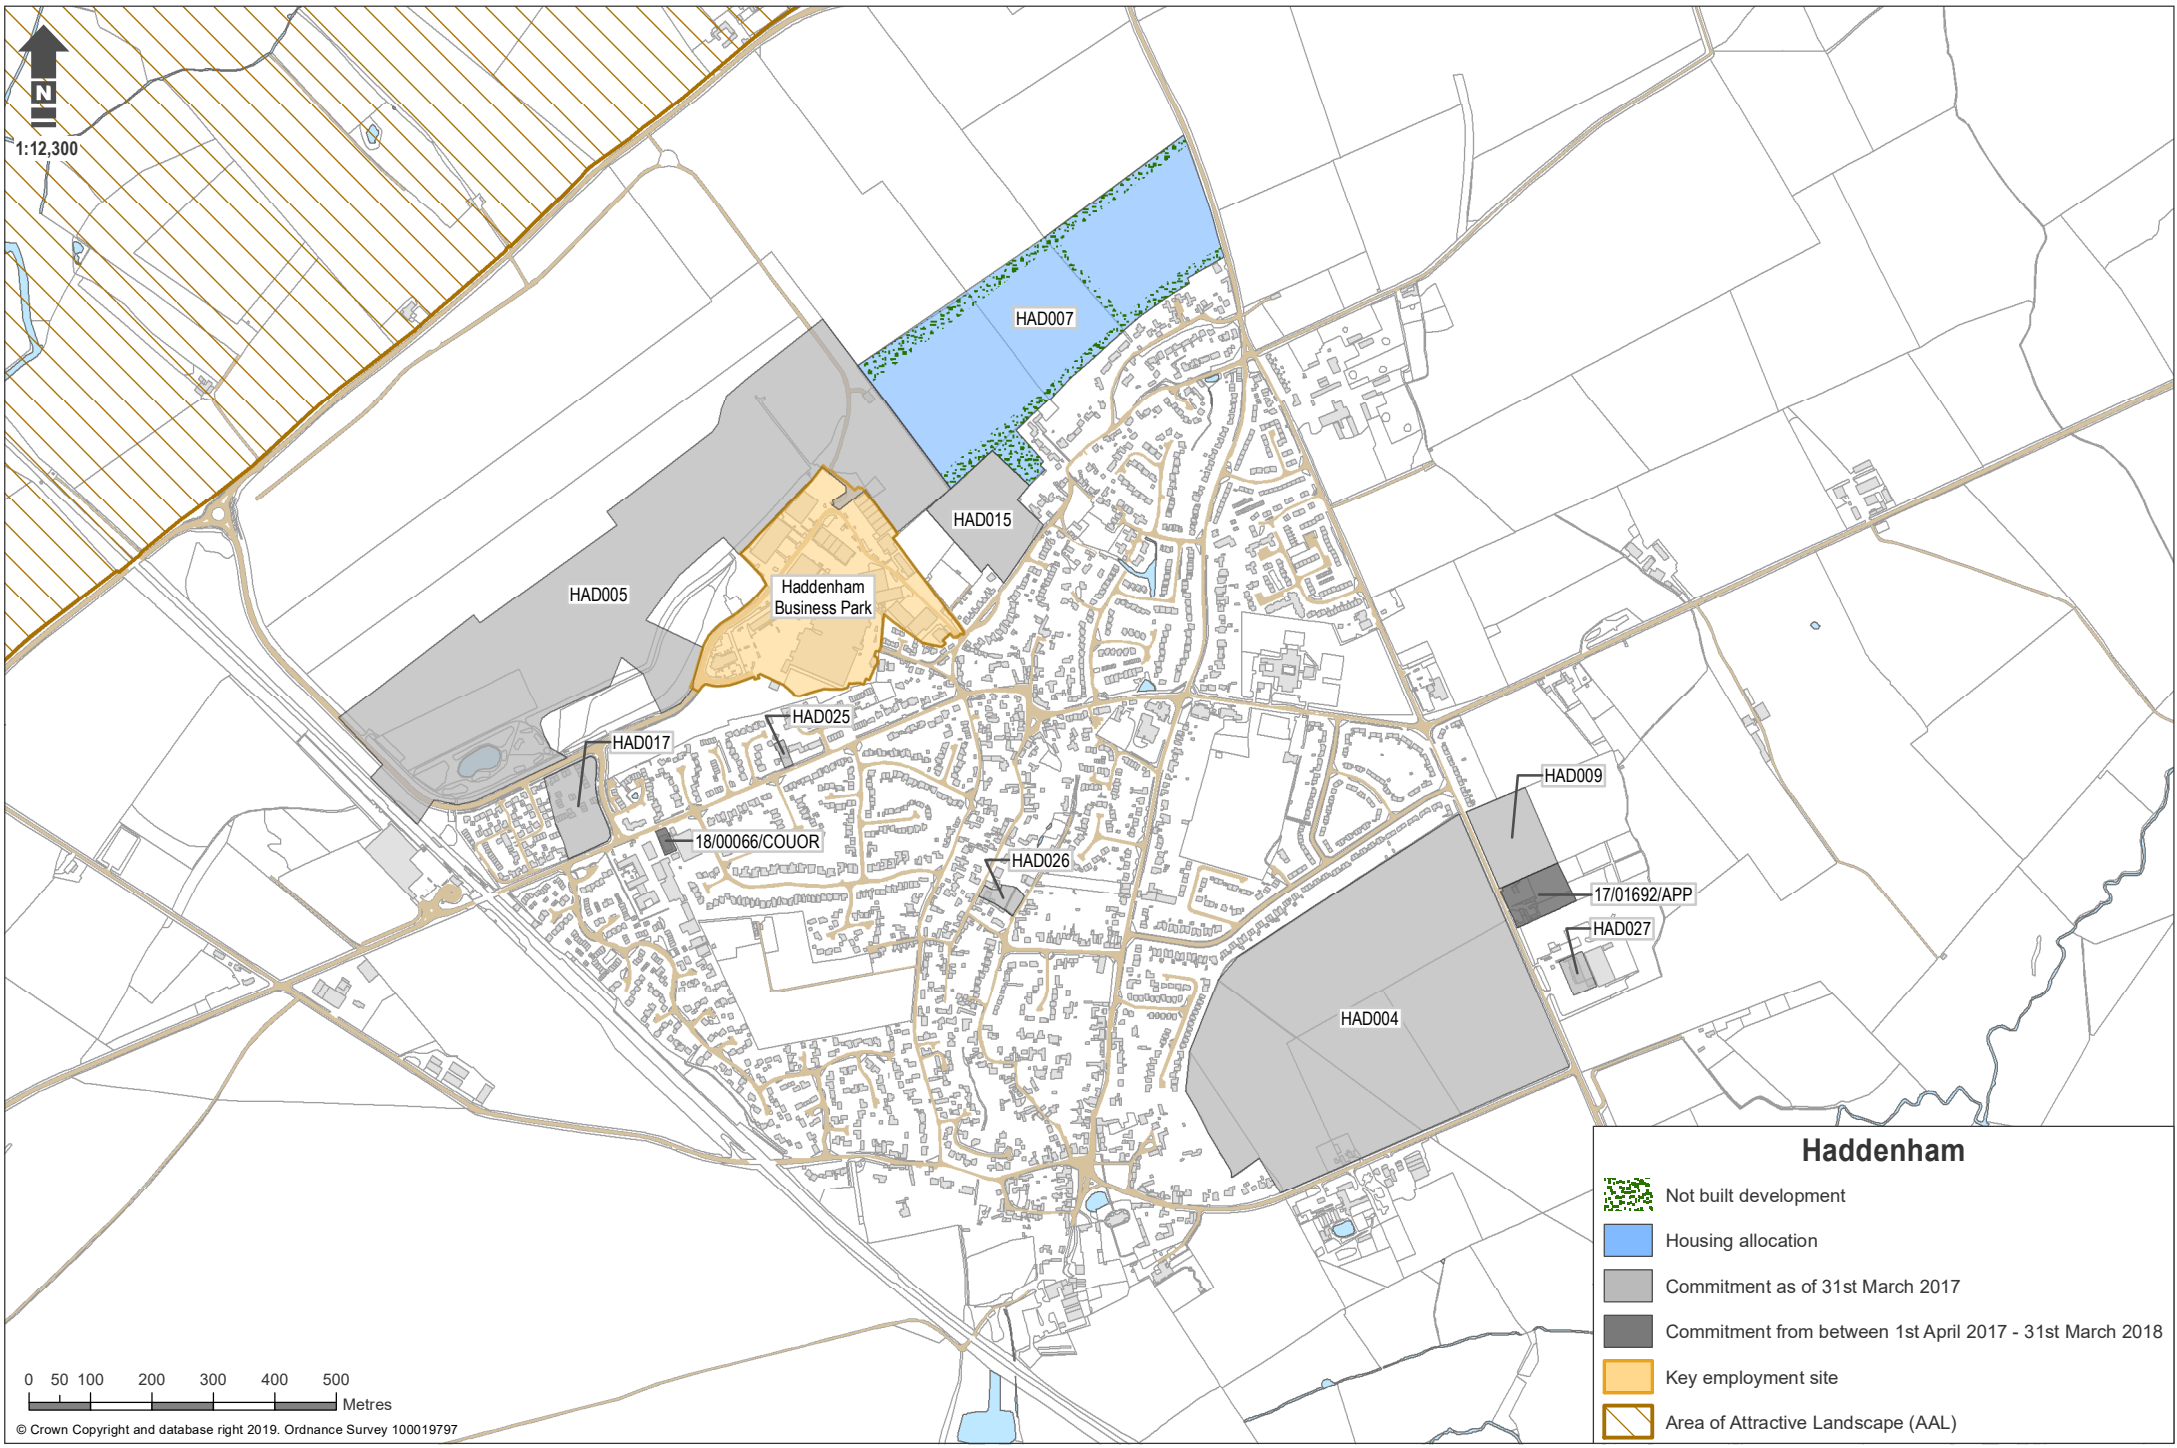 N
1:12,300
HAD007
HAD015
HAD005
Haddenham
Business Park
HAD025
HAD017
HAD009
18/00066/COUOR
HAD026
17/01692/APP
HAD027
HAD004
Haddenham
Not built development
Housing allocation
Commitment as of 31st March 2017
Commitment from between 1st April 2017 - 31st March 2018
Key employment site
Area of Attractive Landscape (AAL)
0 50 100 200 300 400 500
Metres
© Crown Copyright and database right 2019. Ordnance Survey 100019797